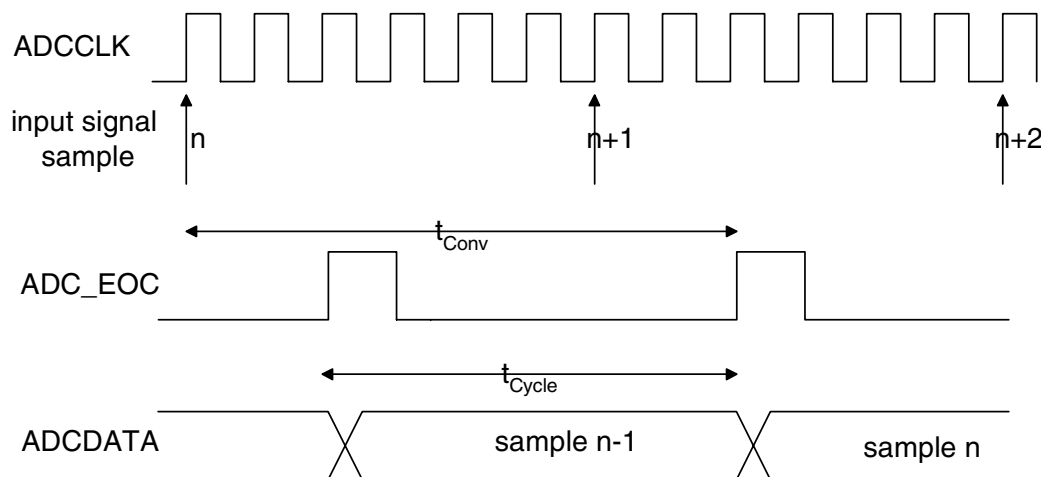 ADCCLK
input signal
sample
n
n+1
n+2
tConv
ADC_EOC
tCycle
ADCDATA
sample n-1
sample n